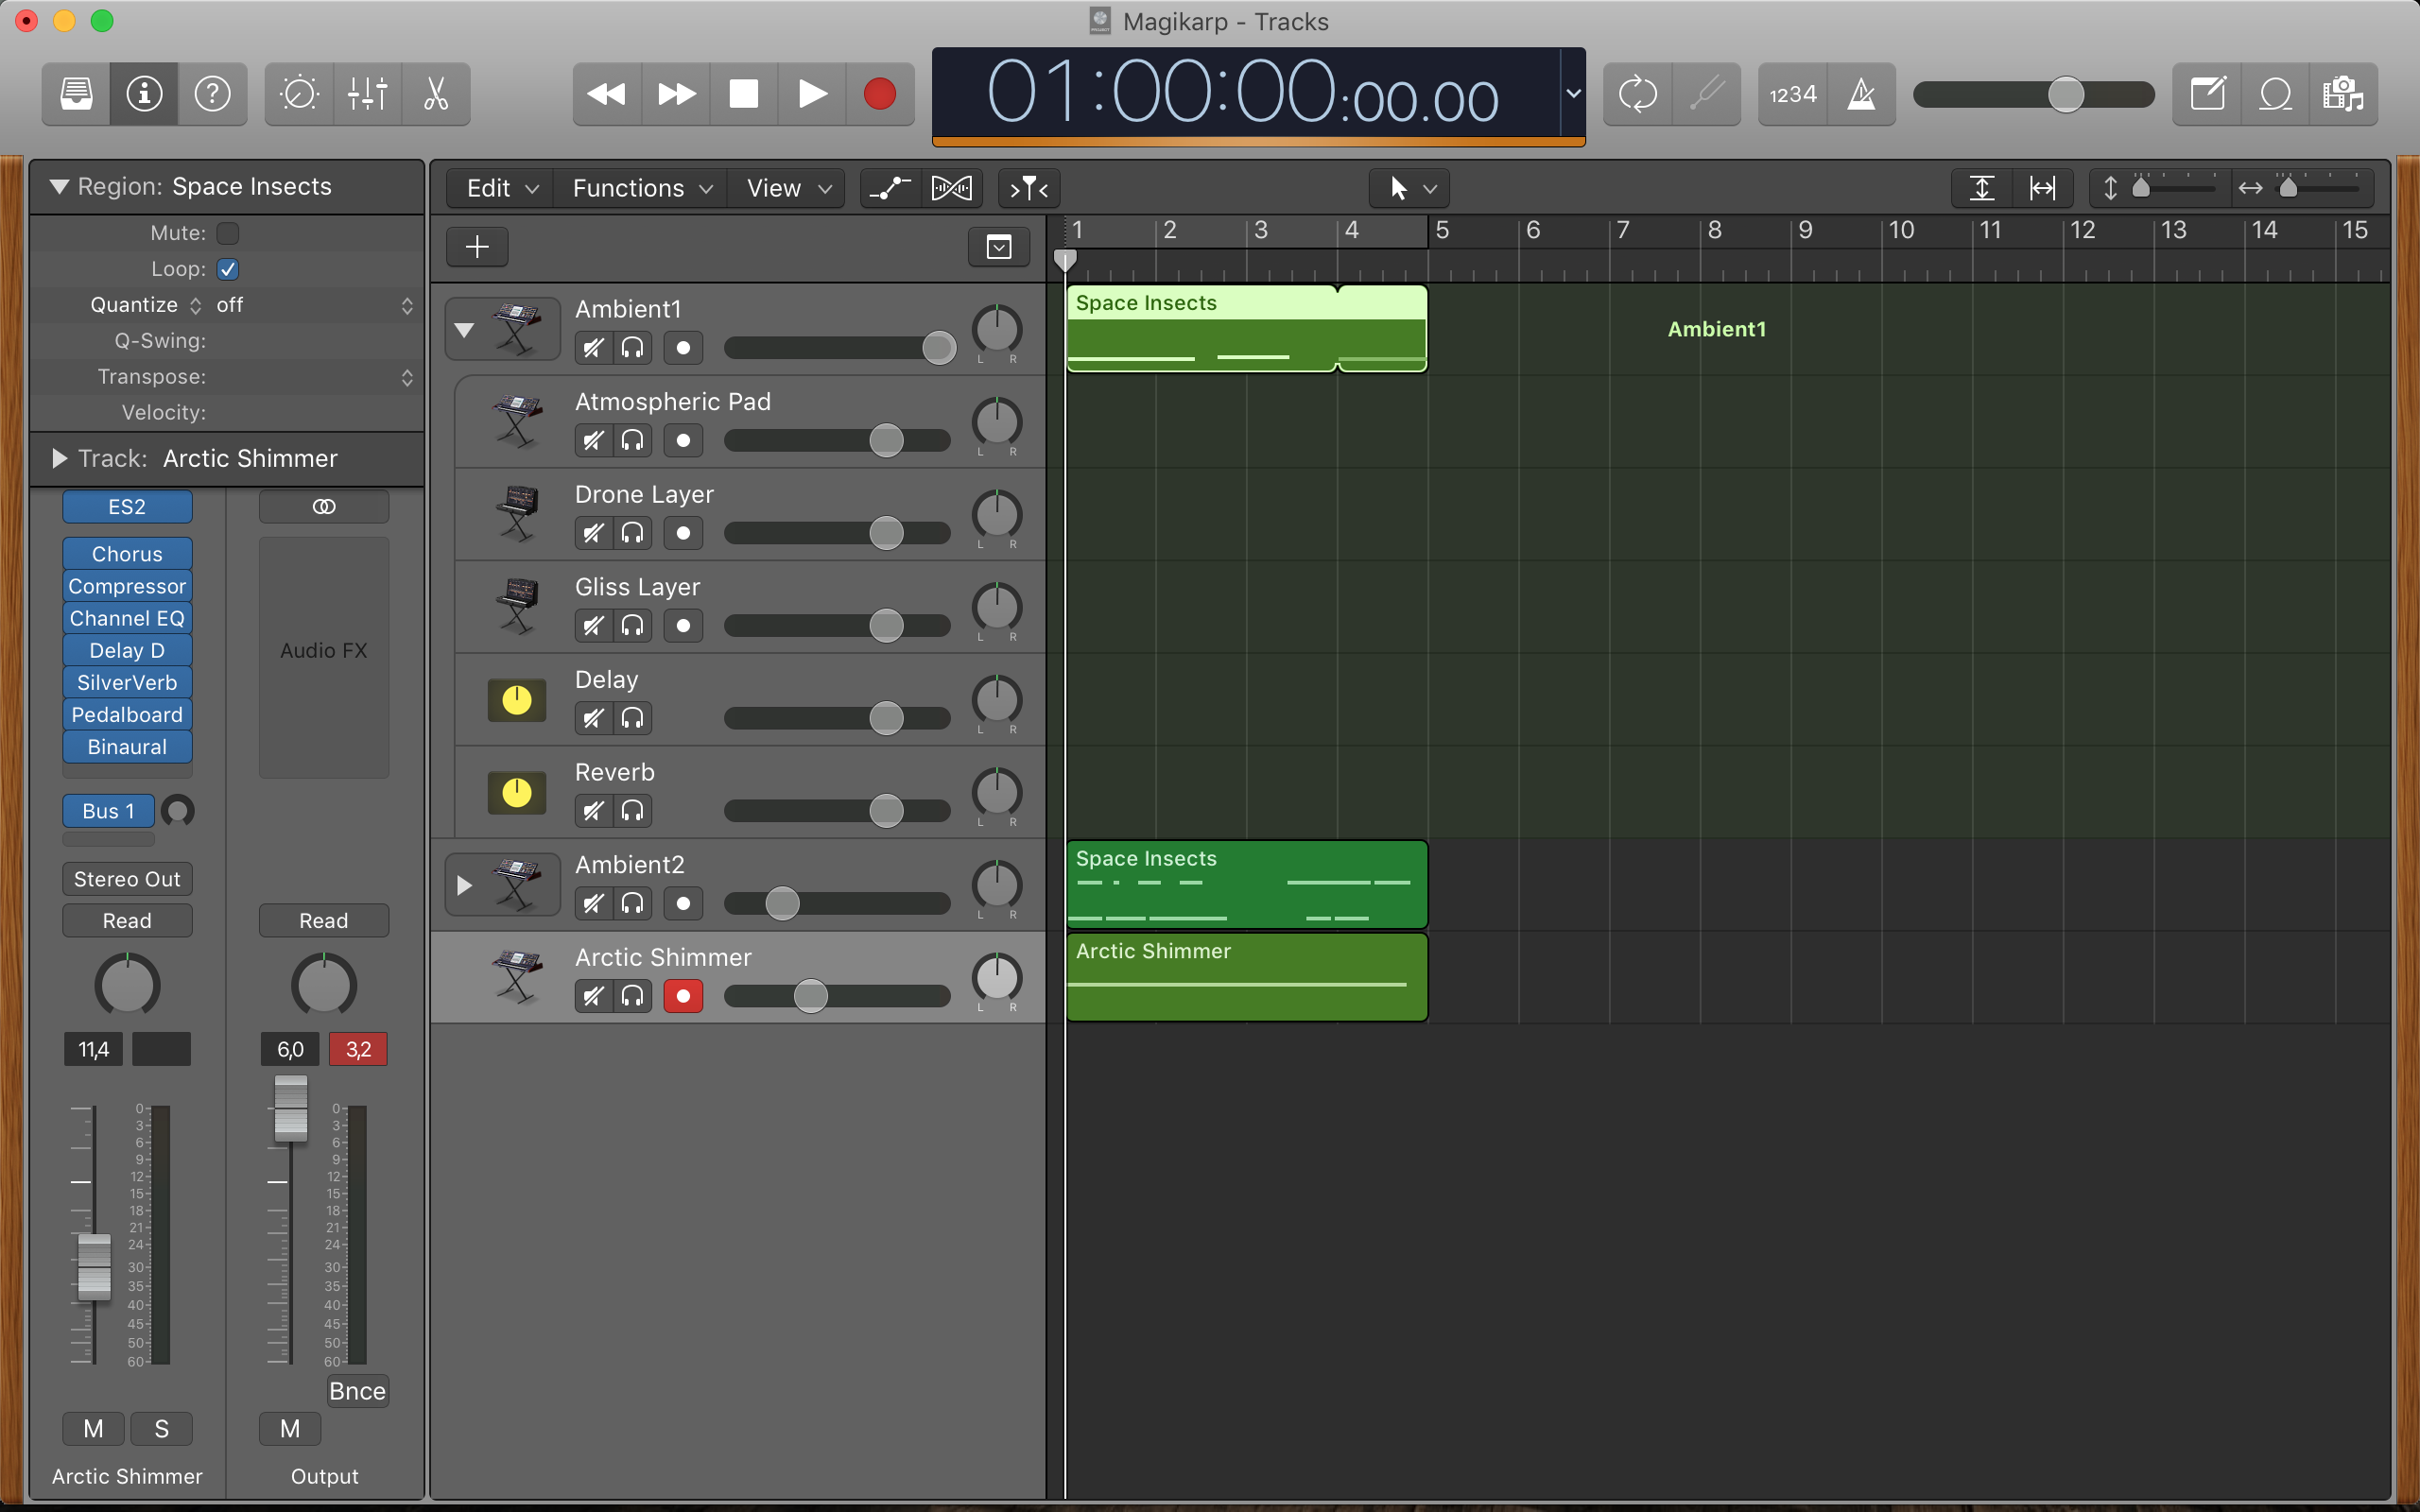 Magikarp - Tracks
01:00:00:00.00
1234
Region: Space Insects
Mute:
Loop:
Quantize off
Q-Swing:
Transpose:
Velocity:
Track: Arctic Shimmer
ES2
Chorus
Compressor
Channel EQ
Delay D
SilverVerb
Pedalboard
Binaural
Bus 1
Stereo Out
Read
11,4
0
3
6
9
12
15
18
21
24
30
35
40
45
50
60
M S
Arctic Shimmer
Audio FX
Read
6,0 3,2
0
3
6
9
12
15
18
21
24
30
35
40
45
50
60
Bnce
M
Output
Edit Functions View
1 2 3 4 5 6 7 8 9 10 11 12 13 14 15
Ambient1
L R
Atmospheric Pad
L R
Drone Layer
L R
Gliss Layer
L R
Delay
L R
Reverb
L R
Ambient2
L R
Arctic Shimmer
L R
Space Insects
Ambient1
Space Insects
Arctic Shimmer